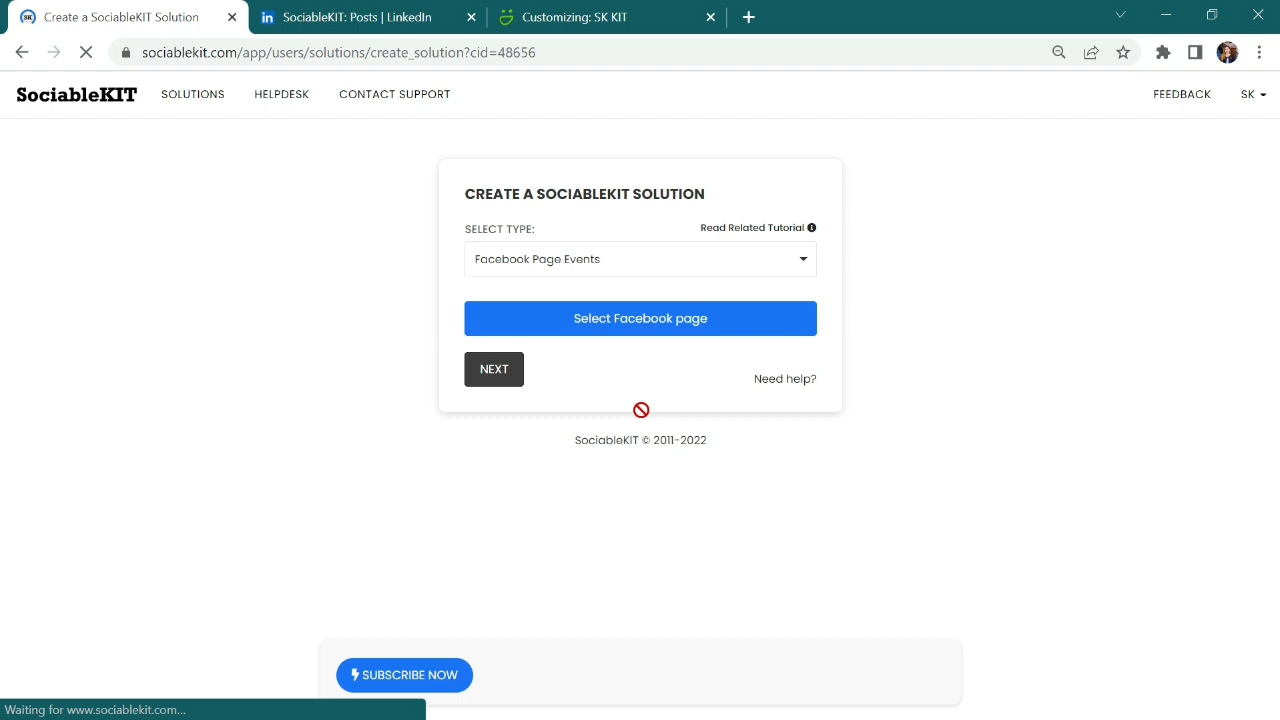 Create a SociableKIT Solution
SociableKIT: Posts | LinkedIn
Customizing: SK KIT
sociablekit.com/app/users/solutions/create_solution?cid=48656
SociableKIT
SOLUTIONS
HELPDESK
CONTACT SUPPORT
FEEDBACK
SK
CREATE A SOCIABLEKIT SOLUTION
SELECT TYPE:
Read Related Tutorial
Facebook Page Events
Select Facebook page
NEXT
Need help?
SociableKIT © 2011-2022
SUBSCRIBE NOW
Waiting for www.sociablekit.com...